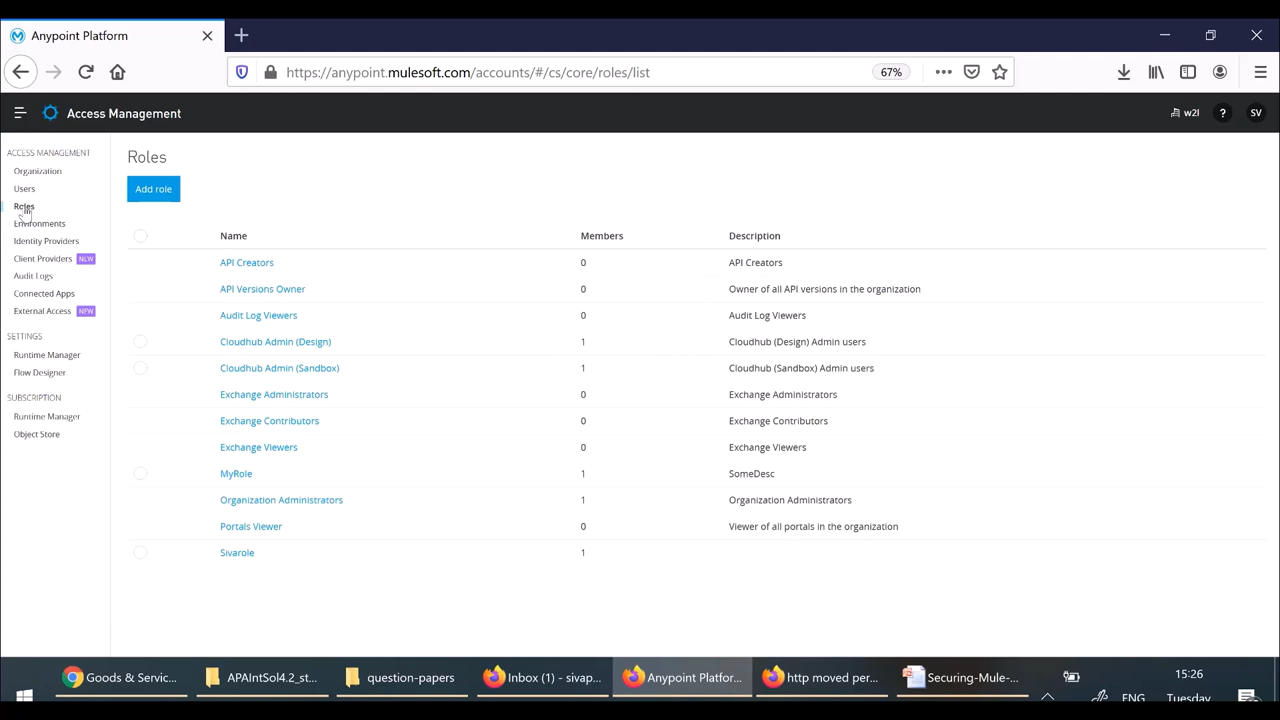 Anypoint Platform
https://anypoint.mulesoft.com/accounts/#/cs/core/roles/list
67%
Access Management
w2l
?
SV
ACCESS MANAGEMENT
Organization
Users
Roles
Environments
Identity Providers
Client Providers NEW
Audit Logs
Connected Apps
External Access NEW
SETTINGS
Runtime Manager
Flow Designer
SUBSCRIPTION
Runtime Manager
Object Store
Roles
Add role
Name Members Description
API Creators 0 API Creators
API Versions Owner 0 Owner of all API versions in the organization
Audit Log Viewers 0 Audit Log Viewers
Cloudhub Admin (Design) 1 Cloudhub (Design) Admin users
Cloudhub Admin (Sandbox) 1 Cloudhub (Sandbox) Admin users
Exchange Administrators 0 Exchange Administrators
Exchange Contributors 0 Exchange Contributors
Exchange Viewers 0 Exchange Viewers
MyRole 1 SomeDesc
Organization Administrators 1 Organization Administrators
Portals Viewer 0 Viewer of all portals in the organization
Sivarole 1
Goods & Servic...
APAIntSol4.2_st...
question-papers
Inbox (1) - sivap...
Anypoint Platfor...
http moved per...
Securing-Mule-...
15:26
ENG
Tuesday